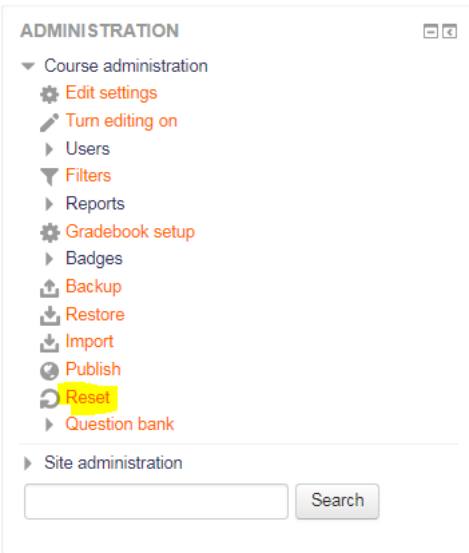 ADMINISTRATION
Course administration
Edit settings
Turn editing on
Users
Filters
Reports
Gradebook setup
Badges
Backup
Restore
Import
Publish
Reset
Question bank
Site administration
Search